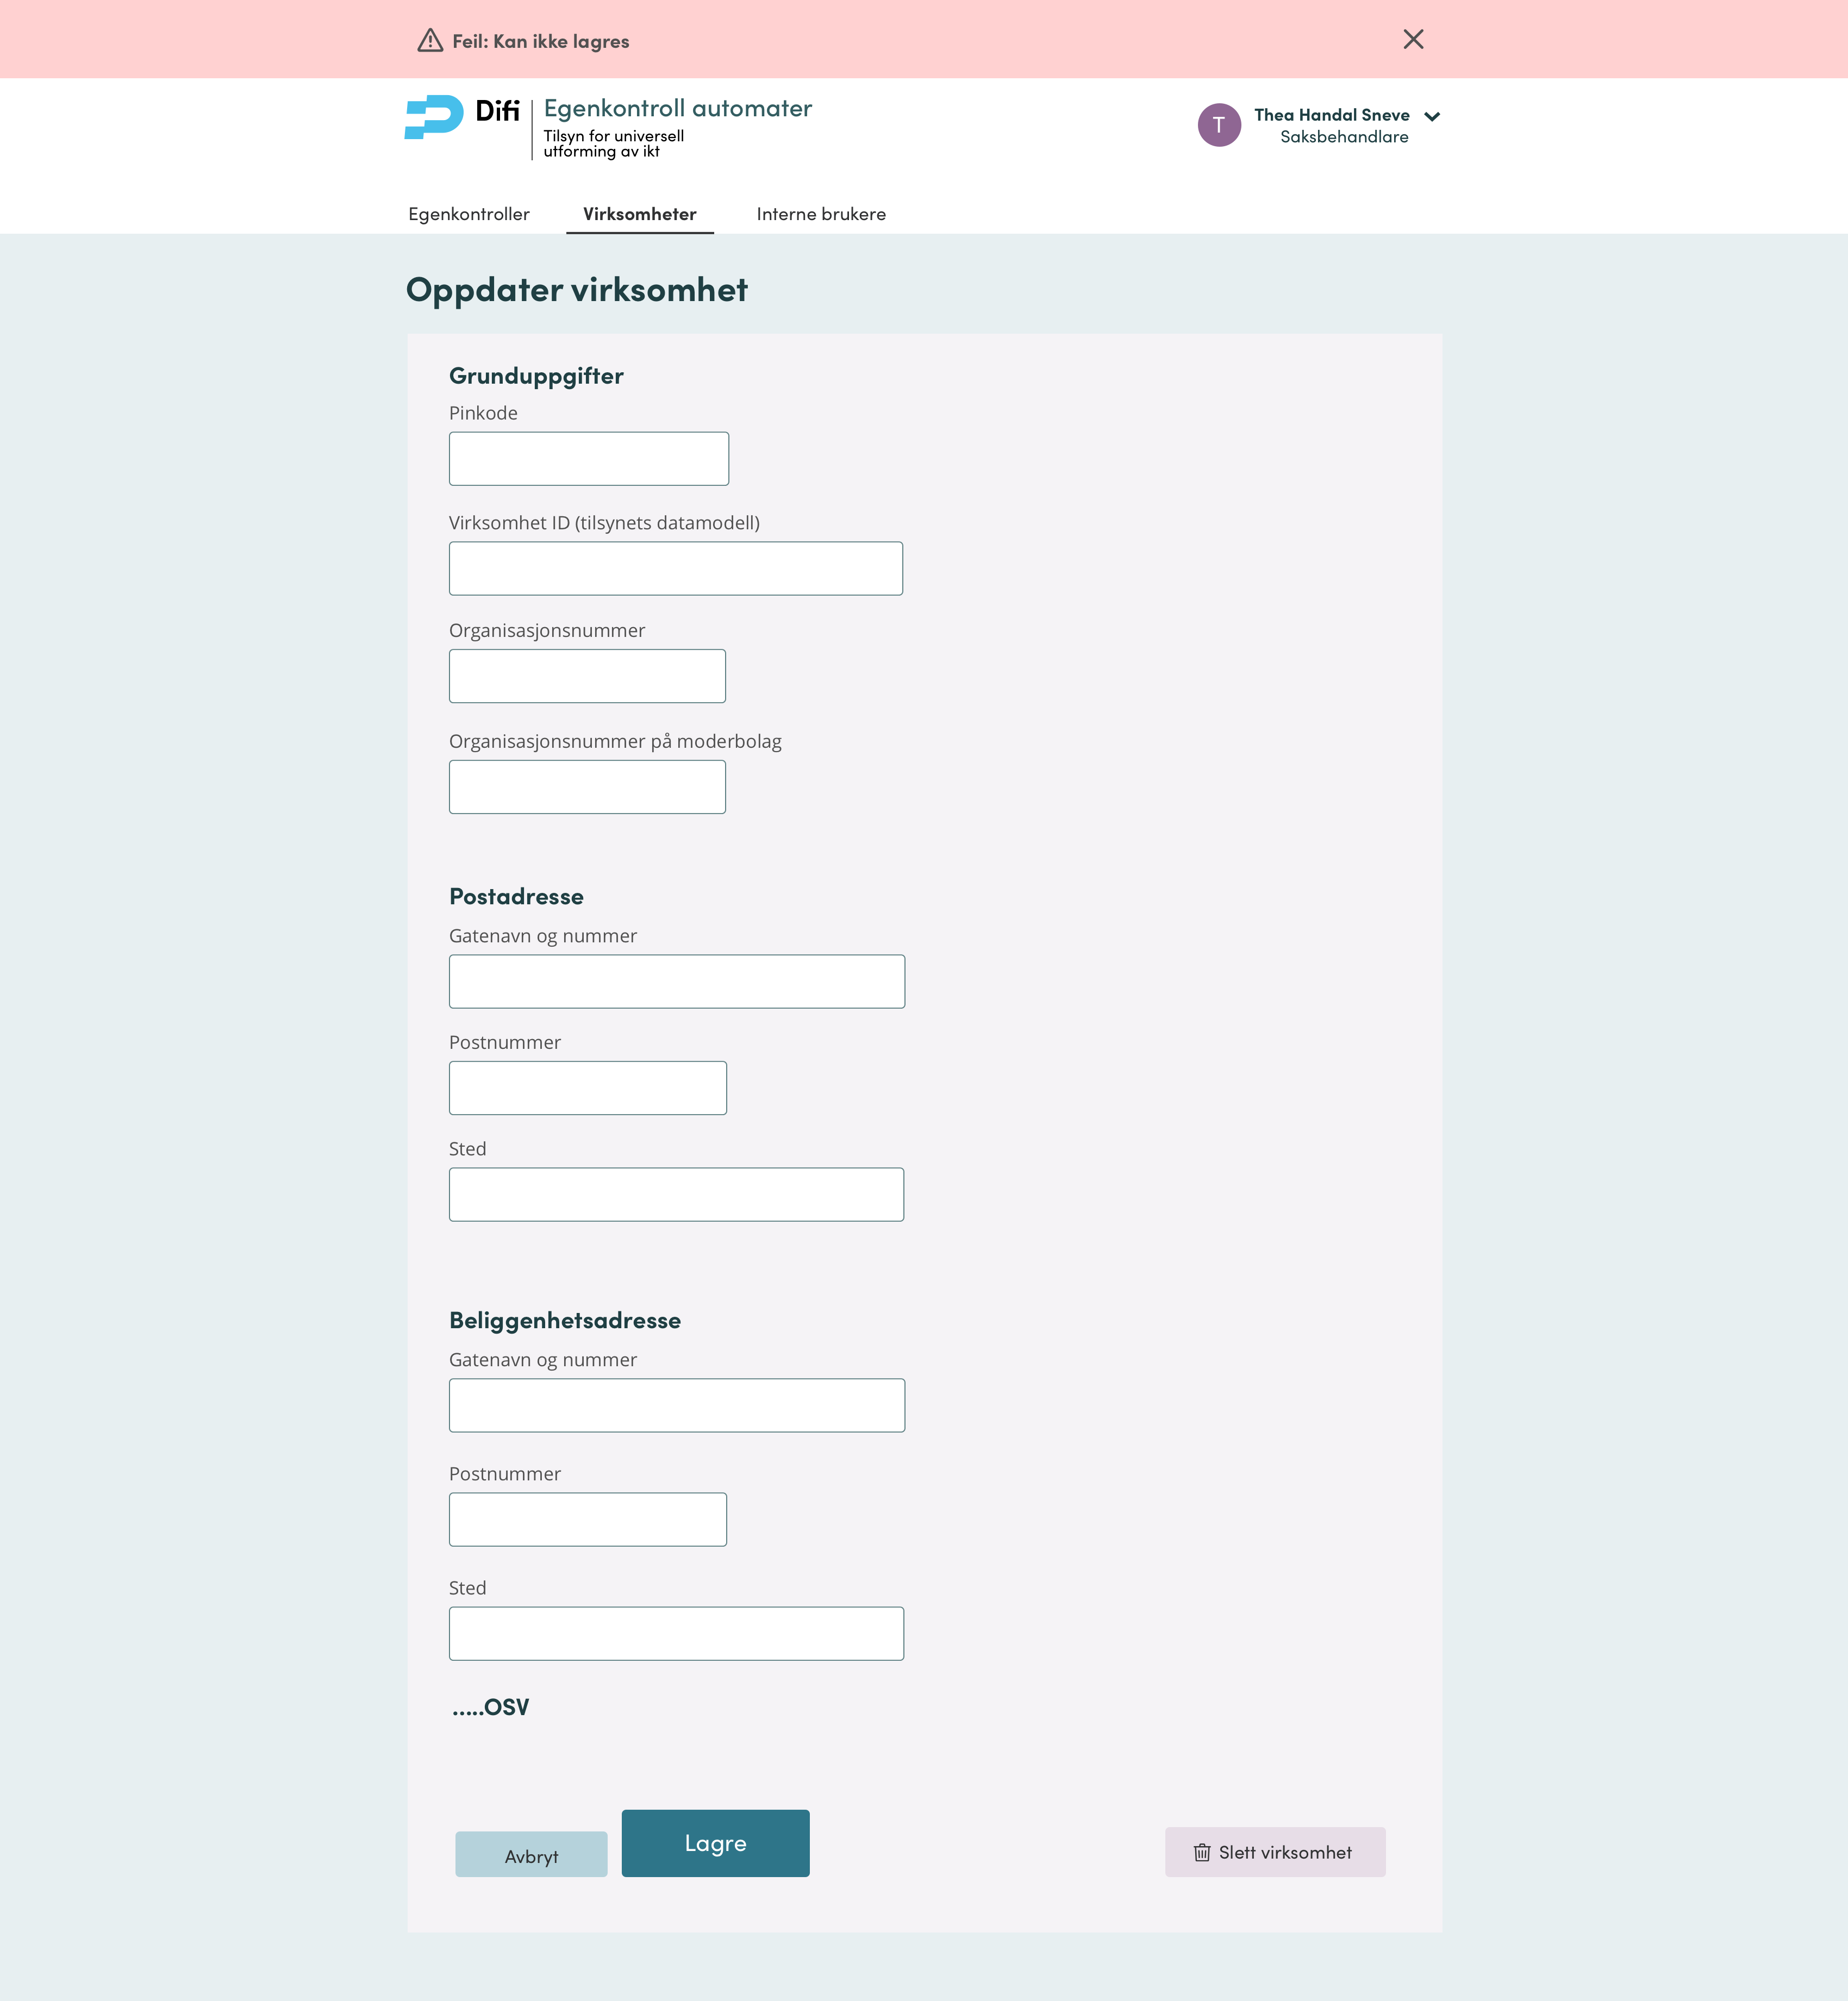 Feil: Kan ikke lagres
Difi
Egenkontroll automater
Tilsyn for universell
utforming av ikt
T
Thea Handal Sneve
Saksbehandlare
Egenkontroller
Virksomheter
Interne brukere
Oppdater virksomhet
Grunduppgifter
Pinkode
Virksomhet ID (tilsynets datamodell)
Organisasjonsnummer
Organisasjonsnummer på moderbolag
Postadresse
Gatenavn og nummer
Postnummer
Sted
Beliggenhetsadresse
Gatenavn og nummer
Postnummer
Sted
.....OSV
Avbryt
Lagre
Slett virksomhet